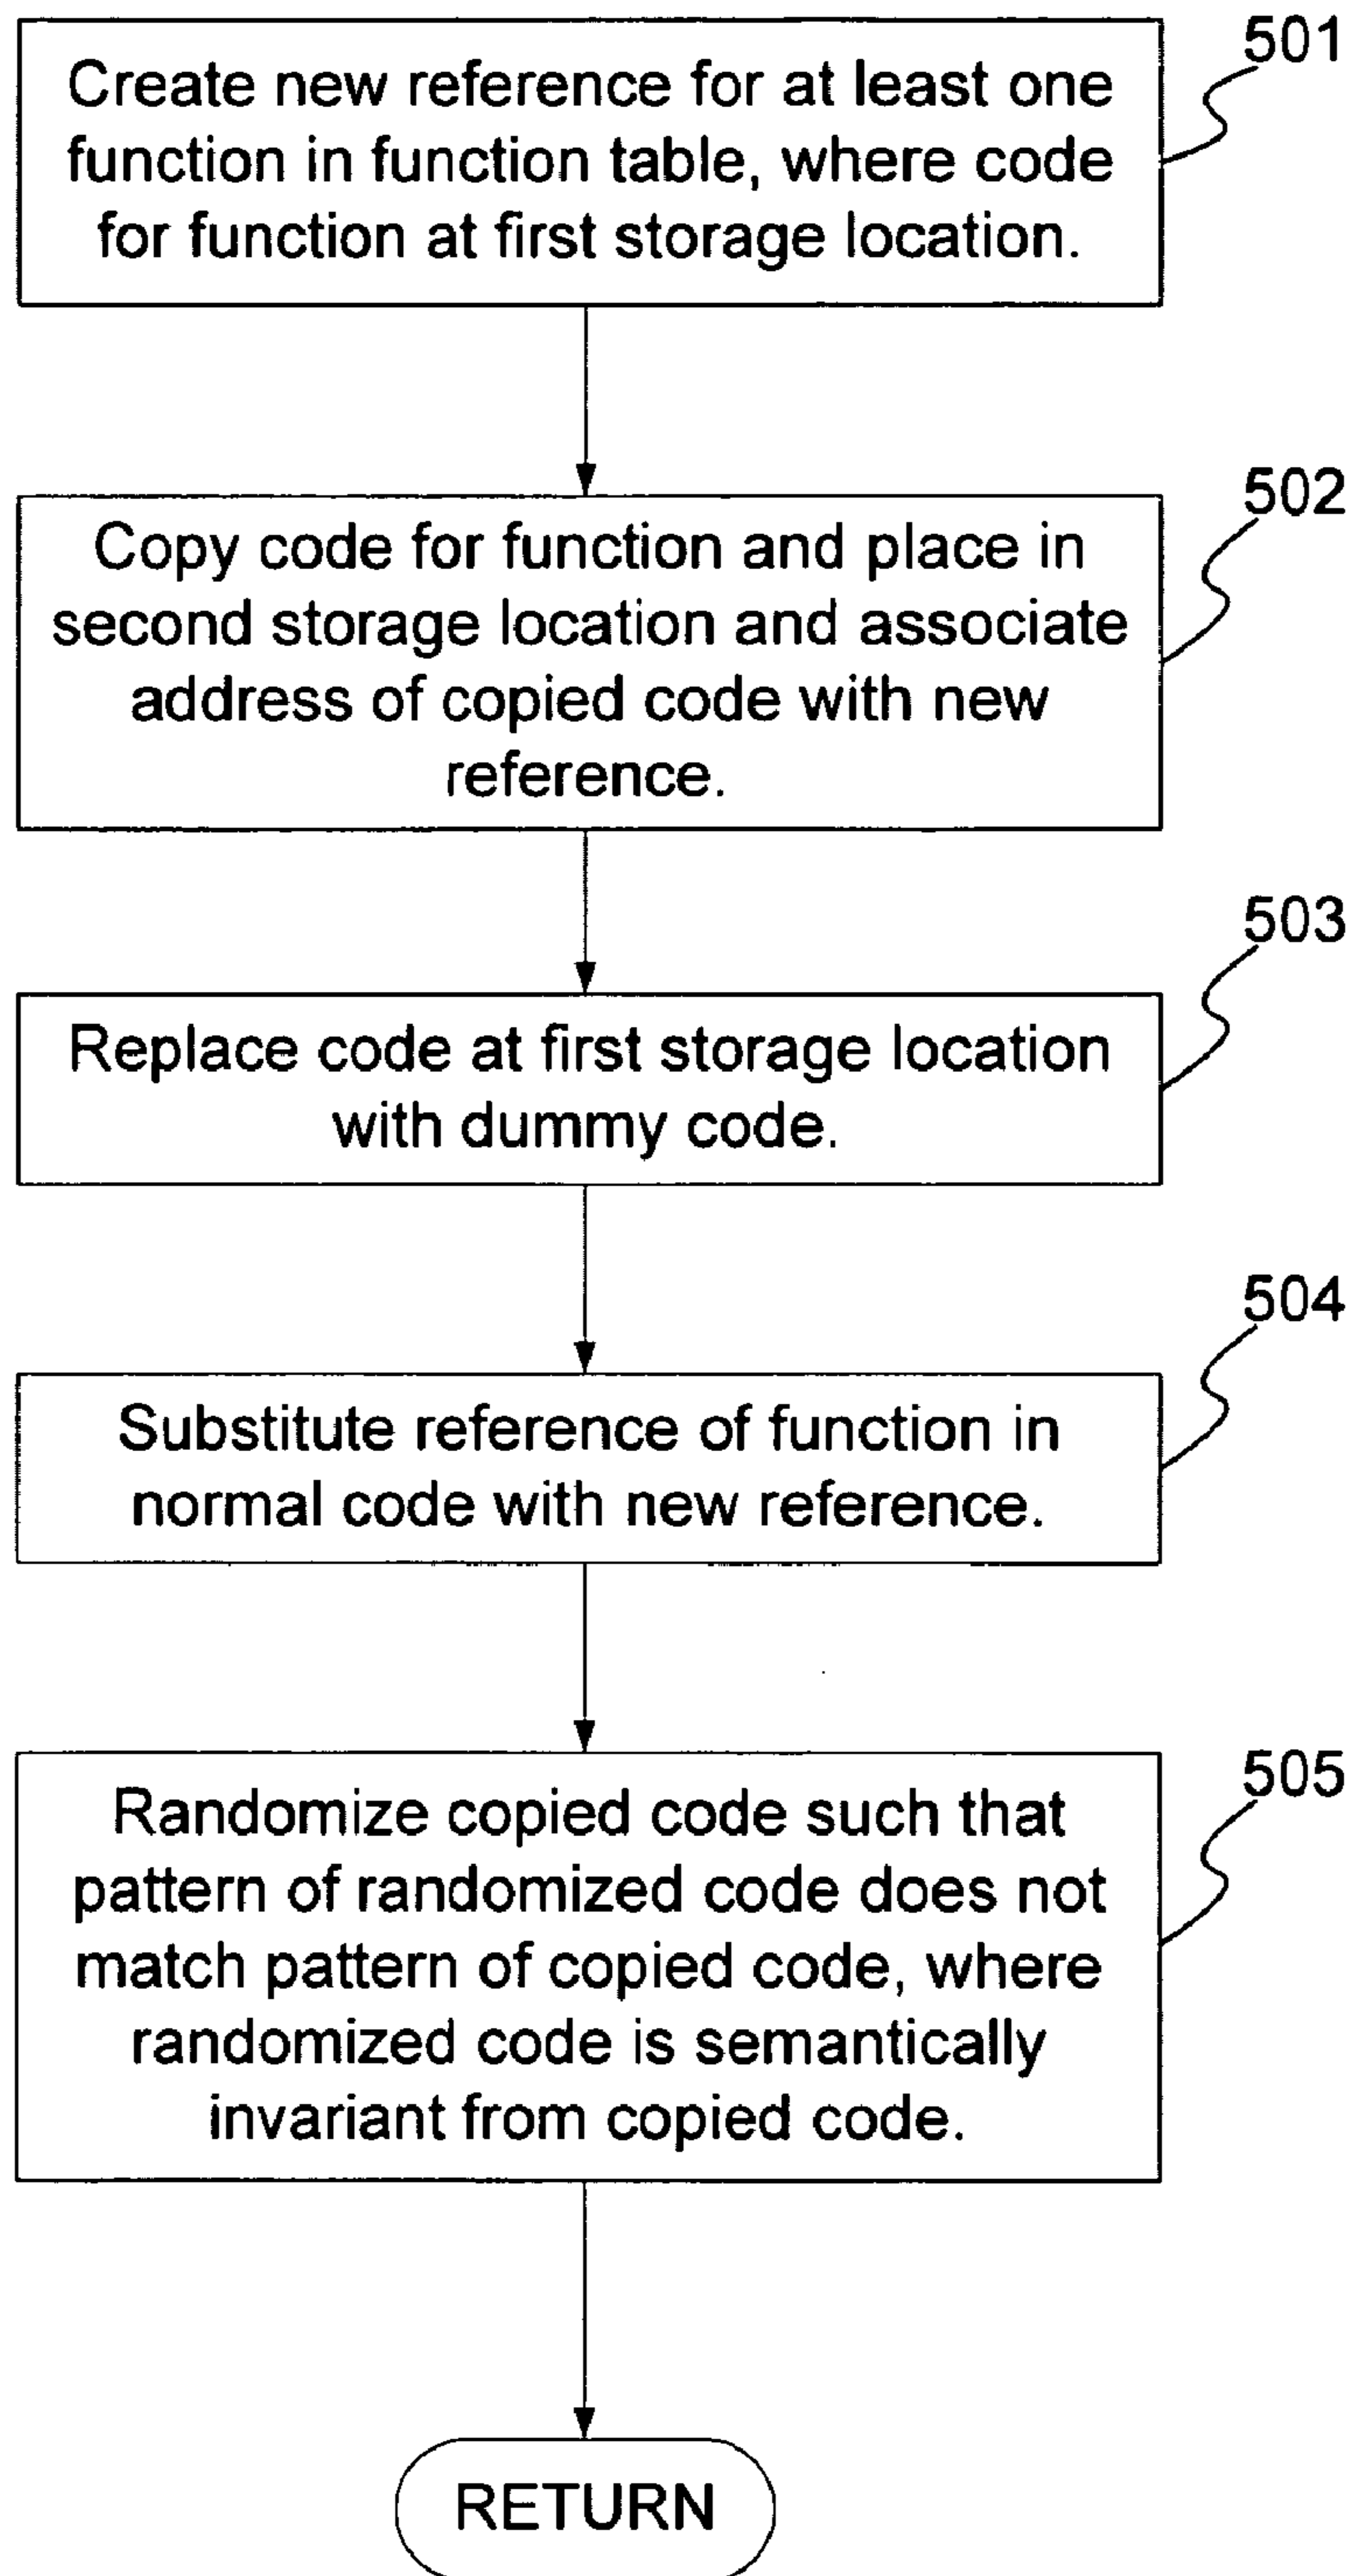 501
Create new reference for at least one
function in function table, where code
for function at first storage location.
502
Copy code for function and place in
second storage location and associate
address of copied code with new
reference.
503
Replace code at first storage location
with dummy code.
504
Substitute reference of function in
normal code with new reference.
505
Randomize copied code such that
pattern of randomized code does not
match pattern of copied code, where
randomized code is semantically
invariant from copied code.
RETURN